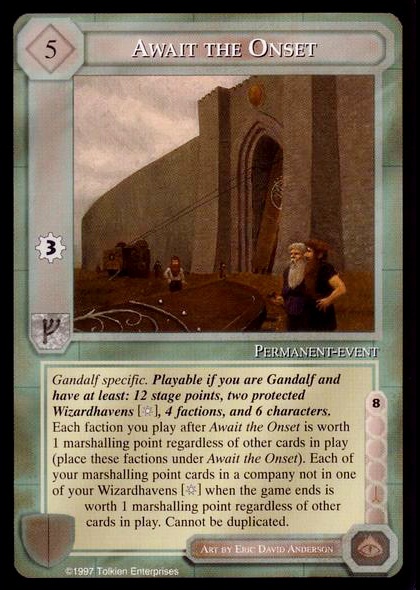 5
AWAIT THE ONSET
3
PERMANENT-EVENT
Gandalf specific. Playable if you are Gandalf and
have at least: 12 stage points, two protected
Wizardhavens [☼], 4 factions, and 6 characters.
Each faction you play after Await the Onset is worth
1 marshalling point regardless of other cards in play
(place these factions under Await the Onset). Each of
your marshalling point cards in a company not in one
of your Wizardhavens [☼] when the game ends is
worth 1 marshalling point regardless of other
cards in play. Cannot be duplicated.
8
ART BY ERIC DAVID ANDERSON
©1997 Tolkien Enterprises